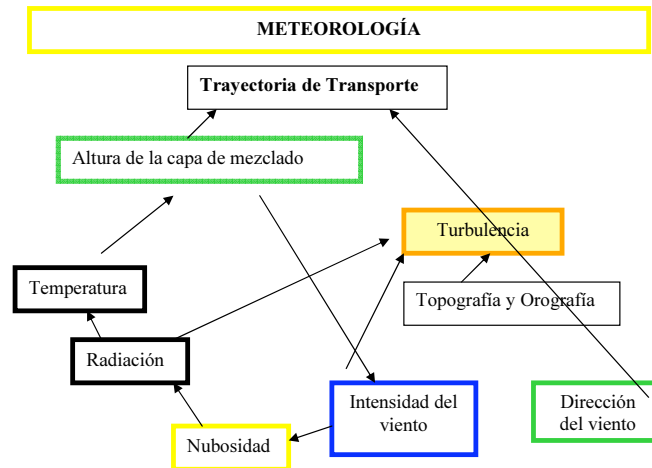 METEOROLOGÍA
Trayectoria de Transporte
Altura de la capa de mezclado
Turbulencia
Temperatura
Topografía y Orografía
Radiación
Intensidad del
viento
Dirección
del viento
Nubosidad